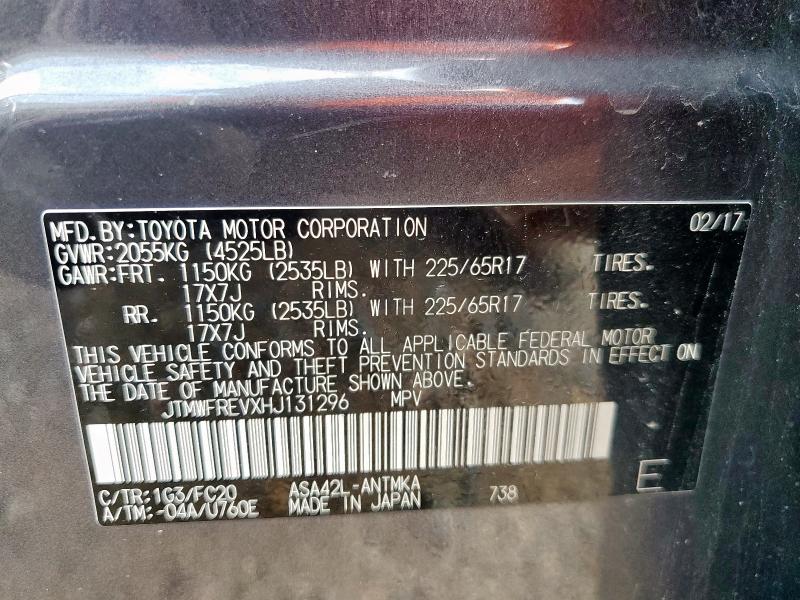 MFD.BY:TOYOTA MOTOR CORPORATION 02/17
GVWR:2055KG (4525LB)
GAWR:FRT. 1150KG (2535LB) WITH 225/65R17 TIRES.
17X7J RIMS.
RR. 1150KG (2535LB) WITH 225/65R17 TIRES.
17X7J RIMS.
THIS VEHICLE CONFORMS TO ALL APPLICABLE FEDERAL MOTOR
VEHICLE SAFETY AND THEFT PREVENTION STANDARDS IN EFFECT ON
THE DATE OF MANUFACTURE SHOWN ABOVE.
JTMWFREVXHJ131296 MPV
C/TR:1G3/FC20 ASA42L-ANTMKA 738 E
A/TM:-04A/U760E MADE IN JAPAN